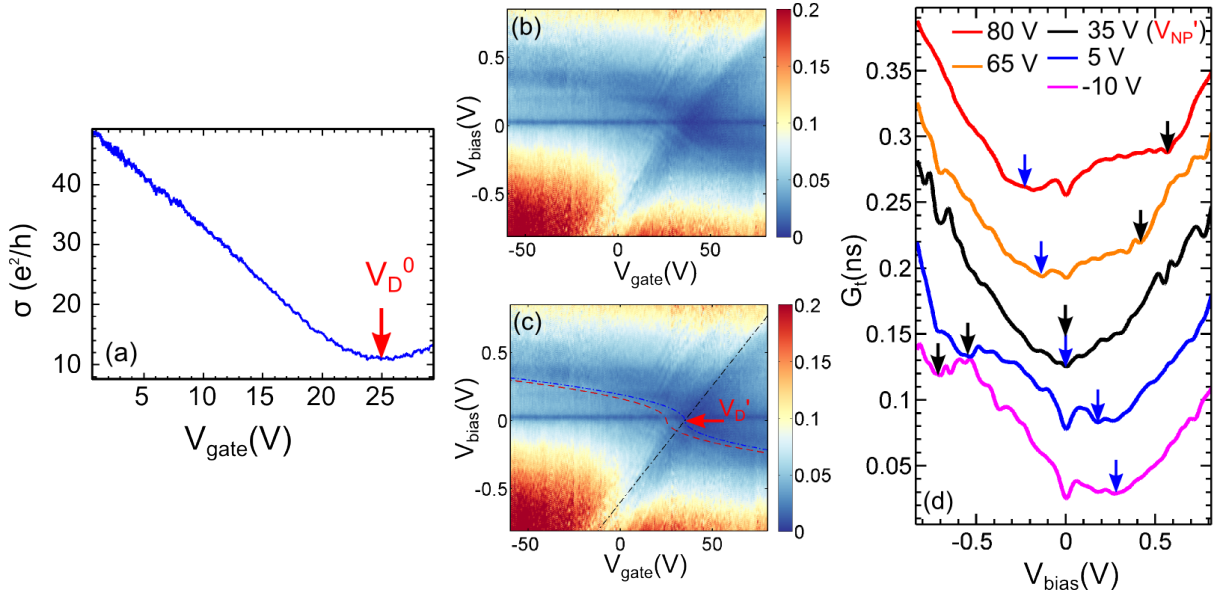 40
30
20
10
σ (e²/h)
V_D^0
(a)
5 10 15 20 25
V_gate(V)
(b)
0.5
0
-0.5
V_bias(V)
-50 0 50
V_gate(V)
0.2
0.15
0.1
0.05
0
(c)
0.5
0
-0.5
V_bias(V)
V_D'
-50 0 50
V_gate(V)
0.2
0.15
0.1
0.05
0
80 V
65 V
35 V (V_NP')
5 V
-10 V
0.35
0.30
0.25
0.20
0.15
0.10
0.05
G_t(ns)
(d)
-0.5 0.0 0.5
V_bias(V)